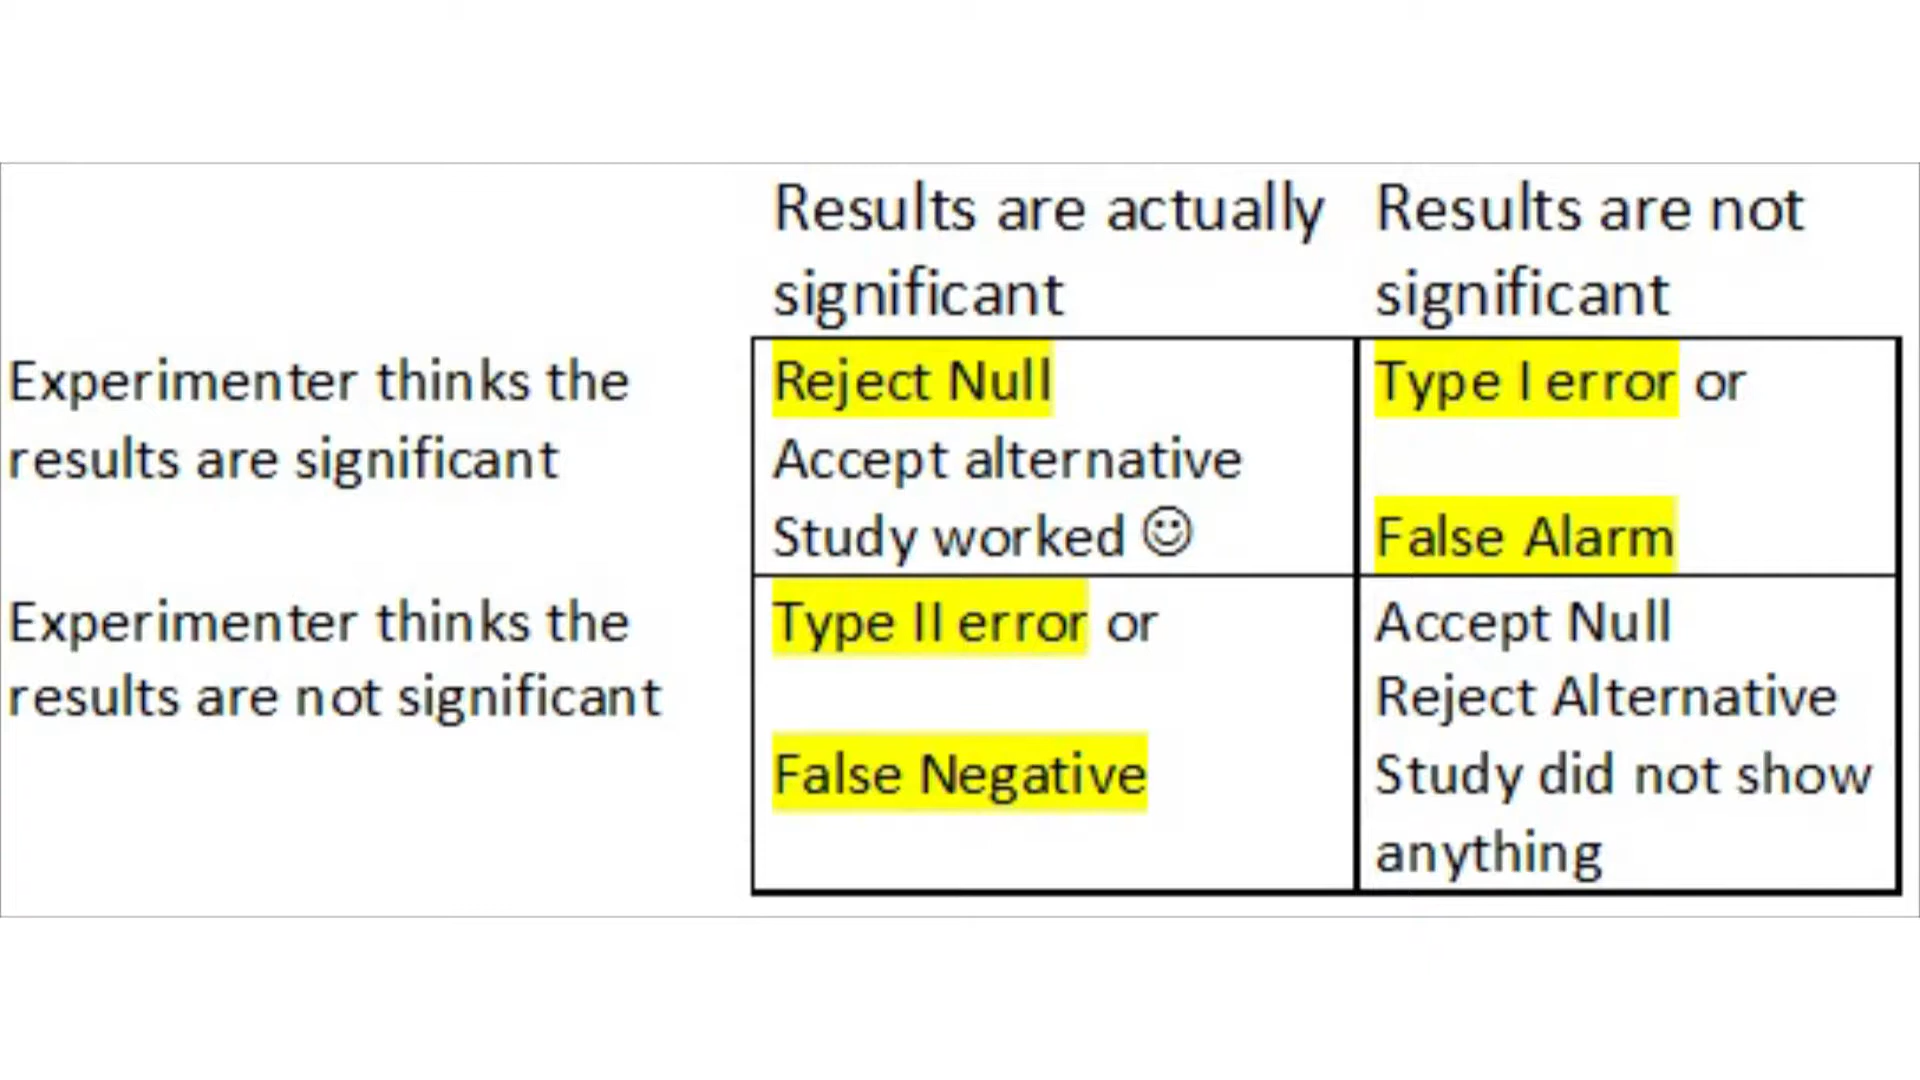 Results are actually
significant
Results are not
significant
Experimenter thinks the
results are significant
Reject Null
Accept alternative
Study worked ☺
Type I error or
False Alarm
Experimenter thinks the
results are not significant
Type II error or
False Negative
Accept Null
Reject Alternative
Study did not show
anything